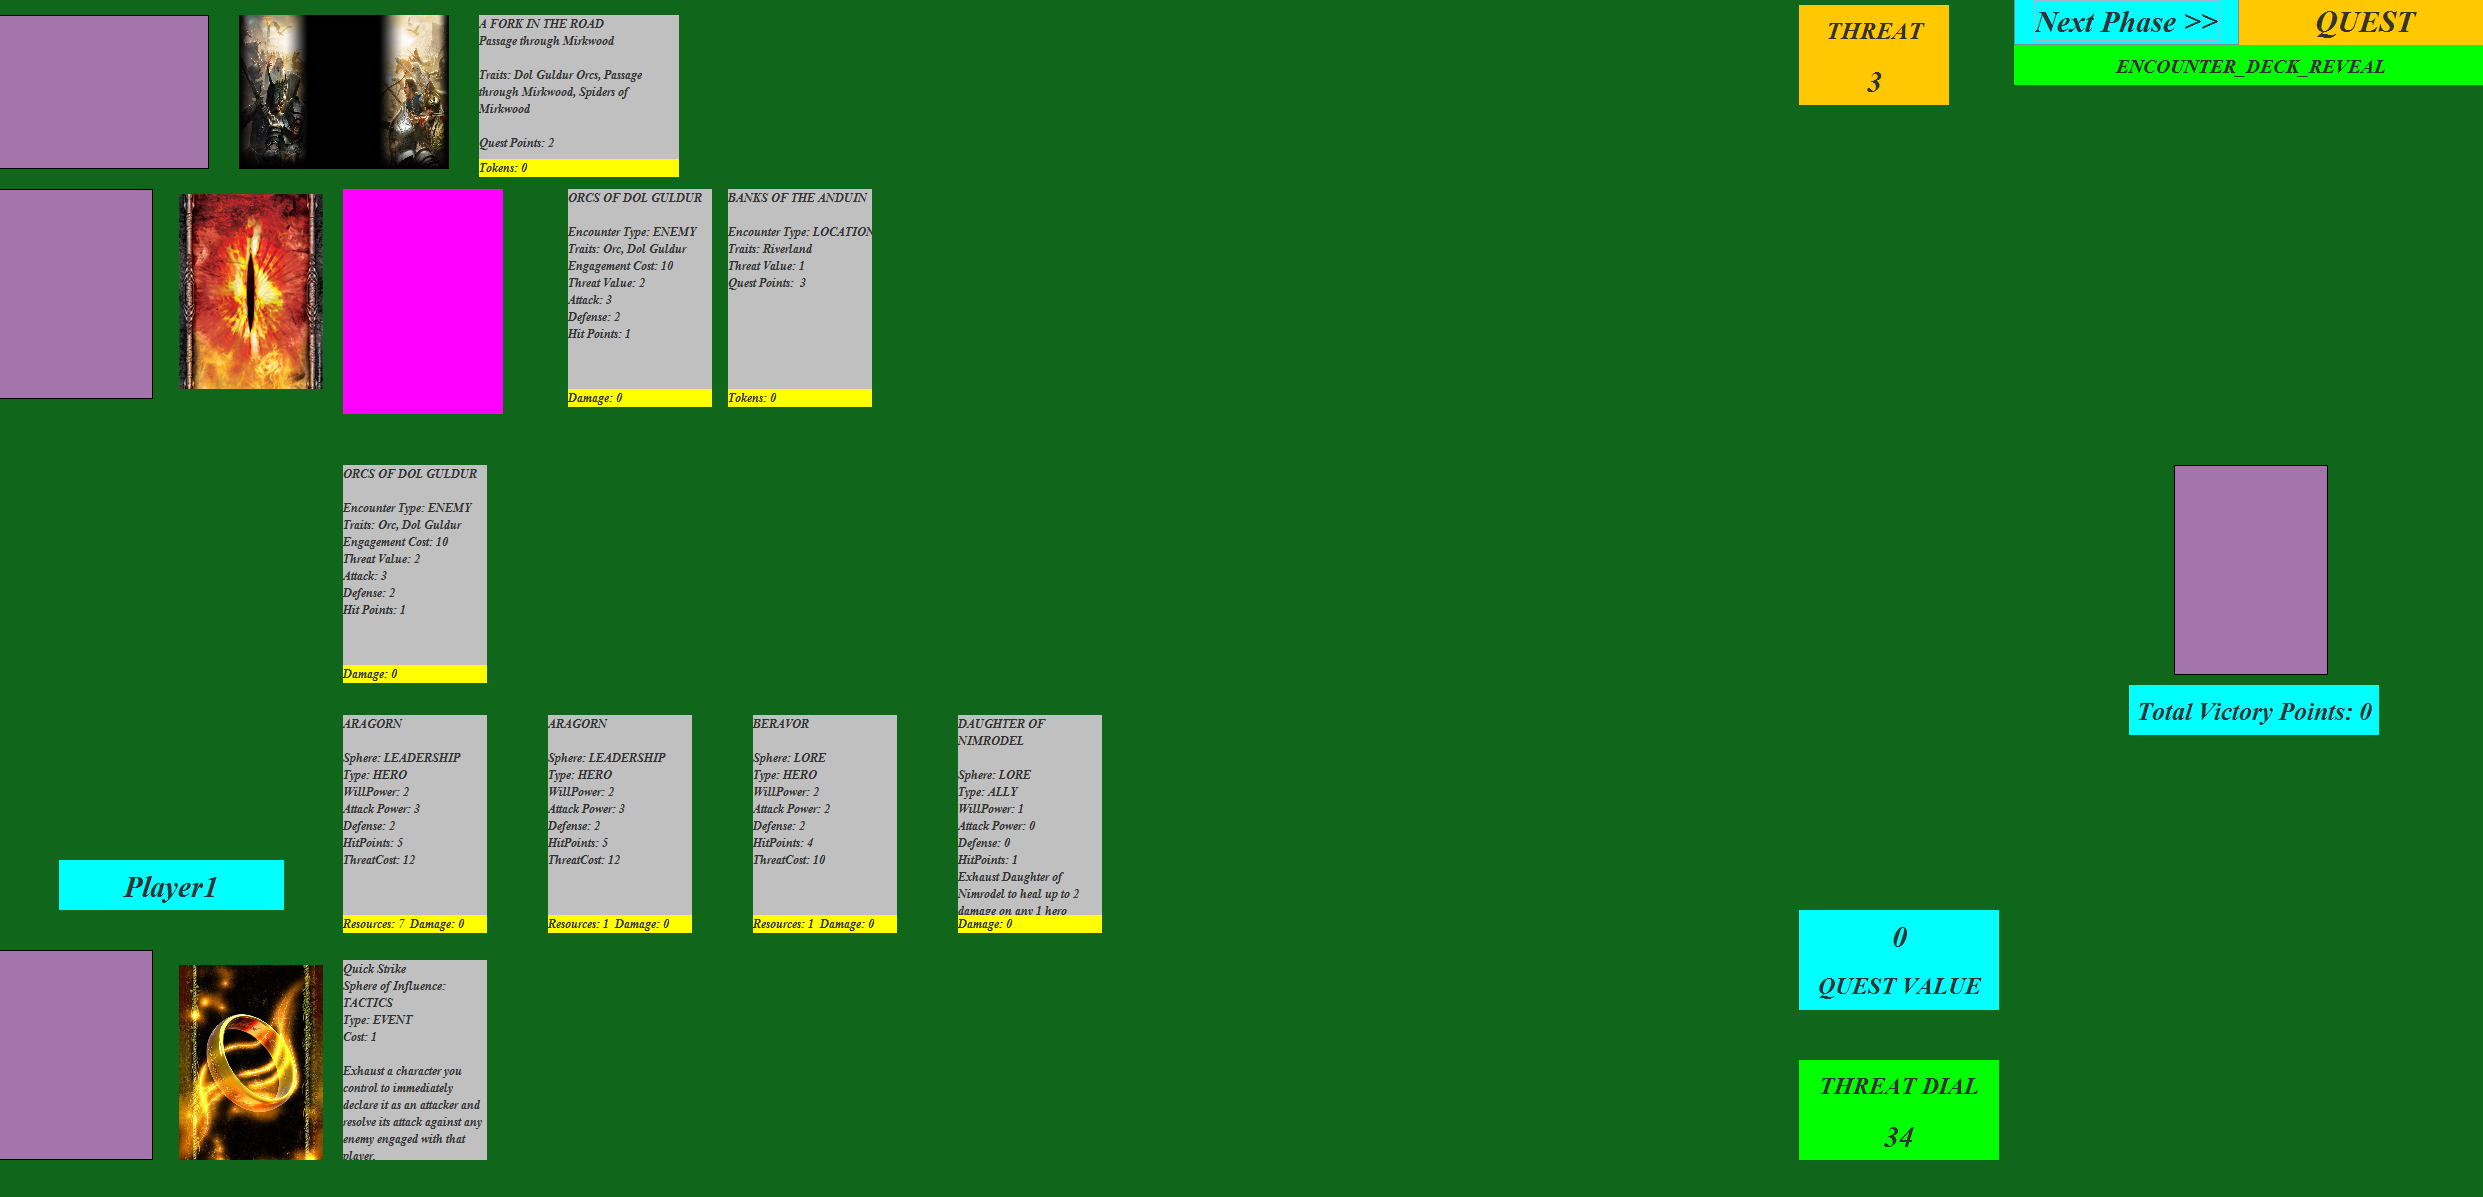 A FORK IN THE ROAD
Passage through Mirkwood
Traits: Dol Guldur Orcs, Passage
through Mirkwood, Spiders of
Mirkwood
Quest Points: 2
Tokens: 0
THREAT
3
Next Phase >>
QUEST
ENCOUNTER_DECK_REVEAL
ORCS OF DOL GULDUR
Encounter Type: ENEMY
Traits: Orc, Dol Guldur
Engagement Cost: 10
Threat Value: 2
Attack: 3
Defense: 2
Hit Points: 1
Damage: 0
BANKS OF THE ANDUIN
Encounter Type: LOCATION
Traits: Riverland
Threat Value: 1
Quest Points:  3
Tokens: 0
ORCS OF DOL GULDUR
Encounter Type: ENEMY
Traits: Orc, Dol Guldur
Engagement Cost: 10
Threat Value: 2
Attack: 3
Defense: 2
Hit Points: 1
Damage: 0
Total Victory Points: 0
Player1
ARAGORN
Sphere: LEADERSHIP
Type: HERO
WillPower: 2
Attack Power: 3
Defense: 2
HitPoints: 5
ThreatCost: 12
Resources: 7  Damage: 0
ARAGORN
Sphere: LEADERSHIP
Type: HERO
WillPower: 2
Attack Power: 3
Defense: 2
HitPoints: 5
ThreatCost: 12
Resources: 1  Damage: 0
BERAVOR
Sphere: LORE
Type: HERO
WillPower: 2
Attack Power: 2
Defense: 2
HitPoints: 4
ThreatCost: 10
Resources: 1  Damage: 0
DAUGHTER OF
NIMRODEL
Sphere: LORE
Type: ALLY
WillPower: 1
Attack Power: 0
Defense: 0
HitPoints: 1
Exhaust Daughter of
Nimrodel to heal up to 2
damage on any 1 hero
Damage: 0
Quick Strike
Sphere of Influence:
TACTICS
Type: EVENT
Cost: 1
Exhaust a character you
control to immediately
declare it as an attacker and
resolve its attack against any
enemy engaged with that
player.
0
QUEST VALUE
THREAT DIAL
34